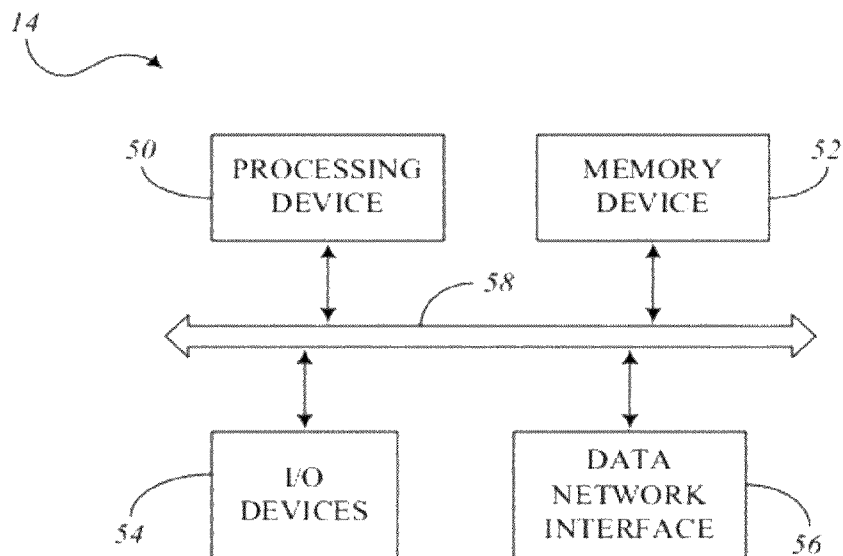 14
50
PROCESSING
DEVICE
MEMORY
DEVICE
52
58
I/O
DEVICES
54
DATA
NETWORK
INTERFACE
56